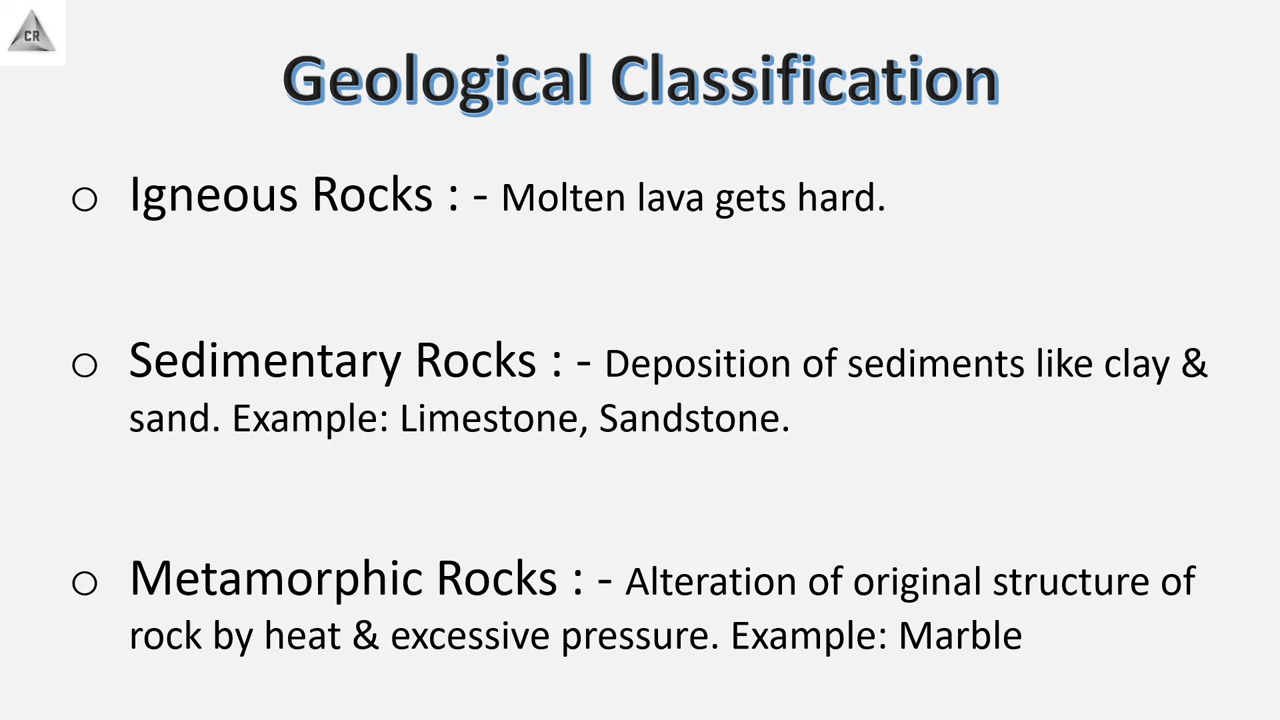 CR
Geological Classification
o Igneous Rocks : - Molten lava gets hard.
o Sedimentary Rocks : - Deposition of sediments like clay &
sand. Example: Limestone, Sandstone.
o Metamorphic Rocks : - Alteration of original structure of
rock by heat & excessive pressure. Example: Marble